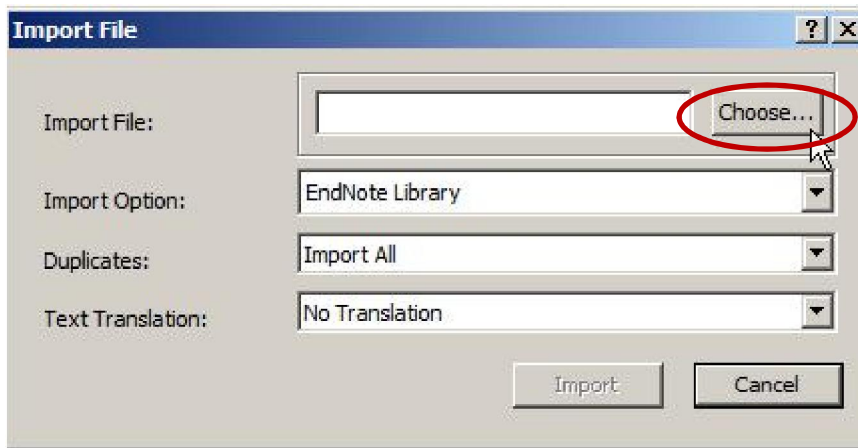 Import File
Import File:
Choose...
Import Option:
EndNote Library
Duplicates:
Import All
Text Translation:
No Translation
Import
Cancel